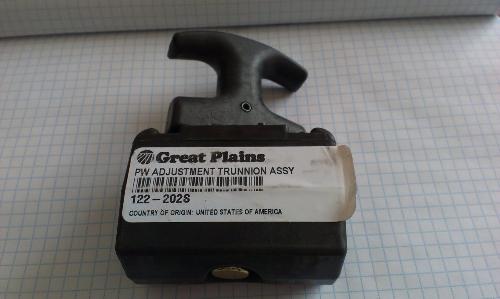 Great Plains
PW ADJUSTMENT TRUNNION ASSY
122-202S
COUNTRY OF ORIGIN: UNITED STATES OF AMERICA